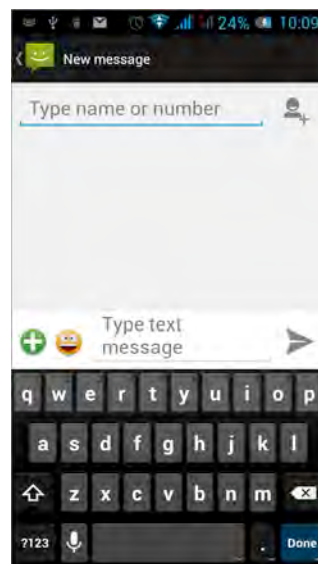 24% 10:09
New message
Type name or number
Type text
message
q w e r t y u i o p
a s d f g h j k l
z x c v b n m
?123 . Done